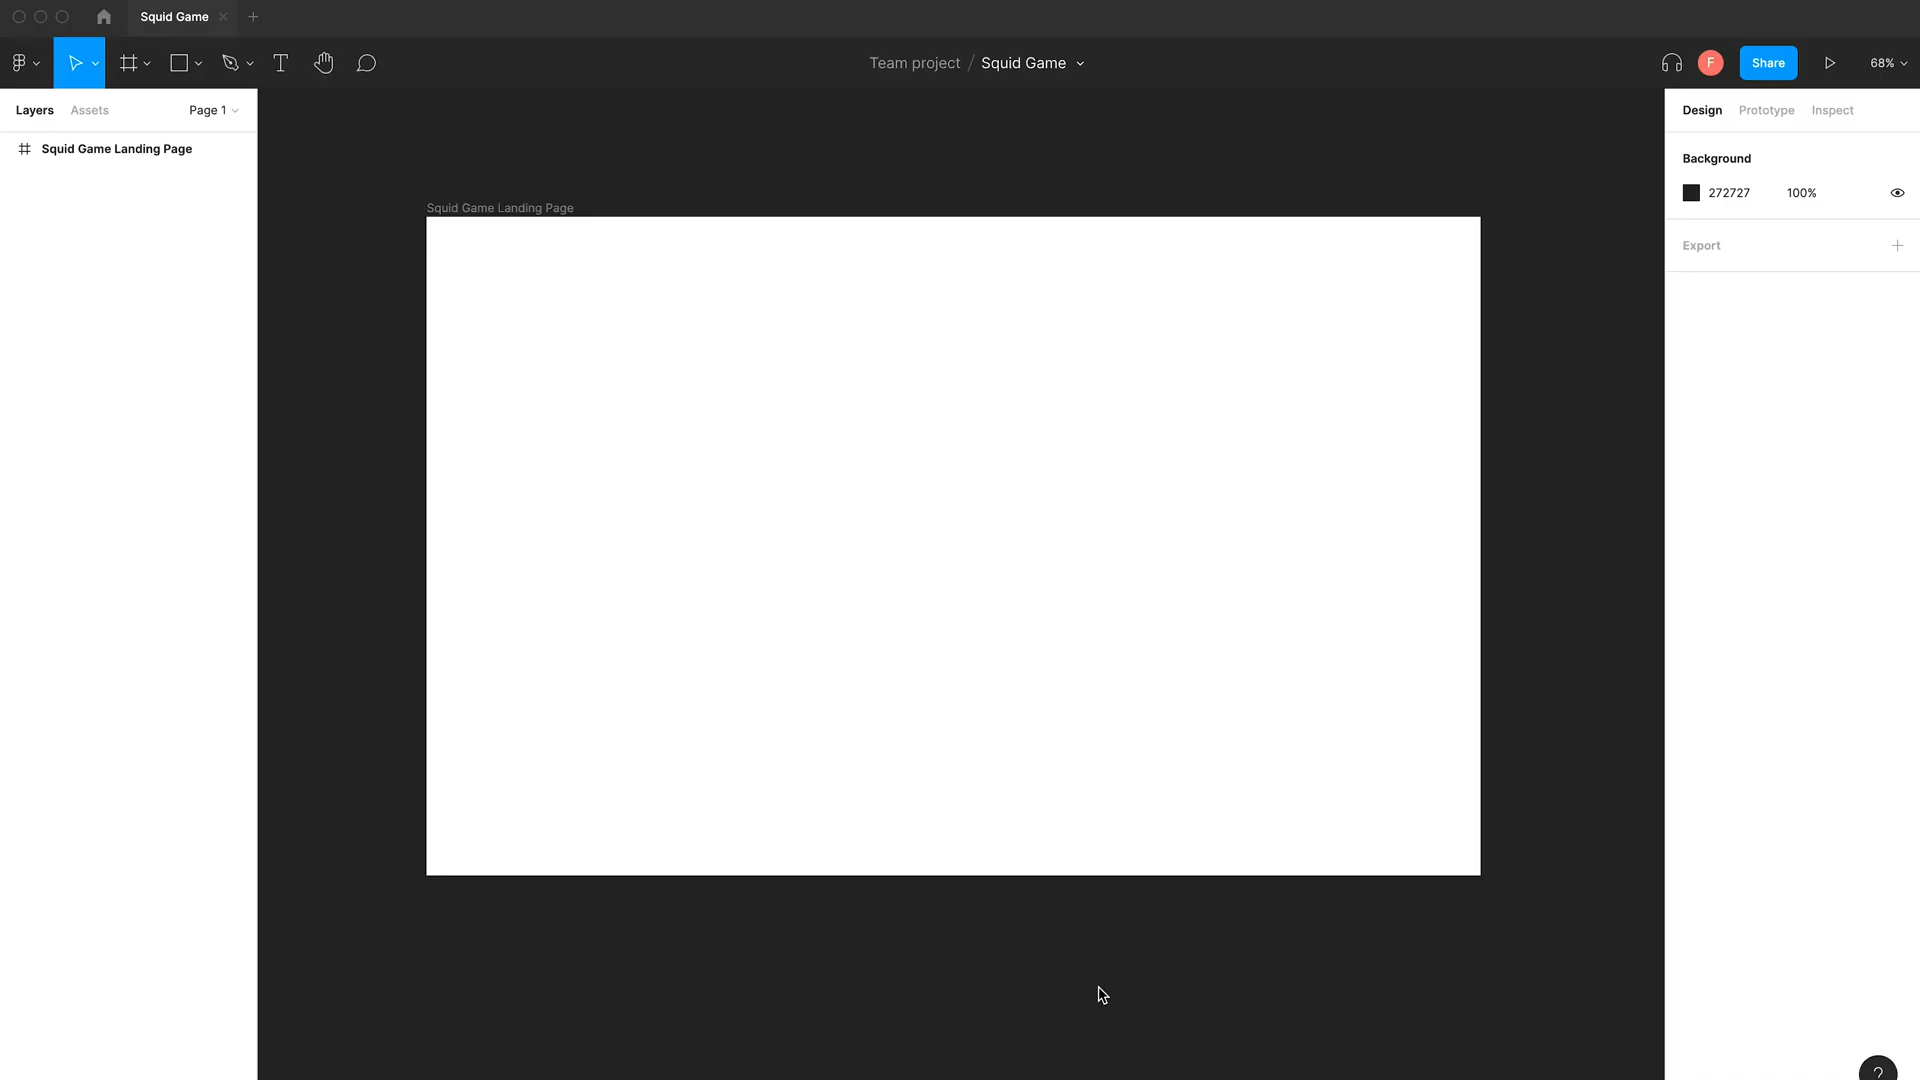 Squid Game
Team project / Squid Game
F
Share
68%
Layers
Assets
Page 1
Squid Game Landing Page
Squid Game Landing Page
Design
Prototype
Inspect
Background
272727
100%
Export
?